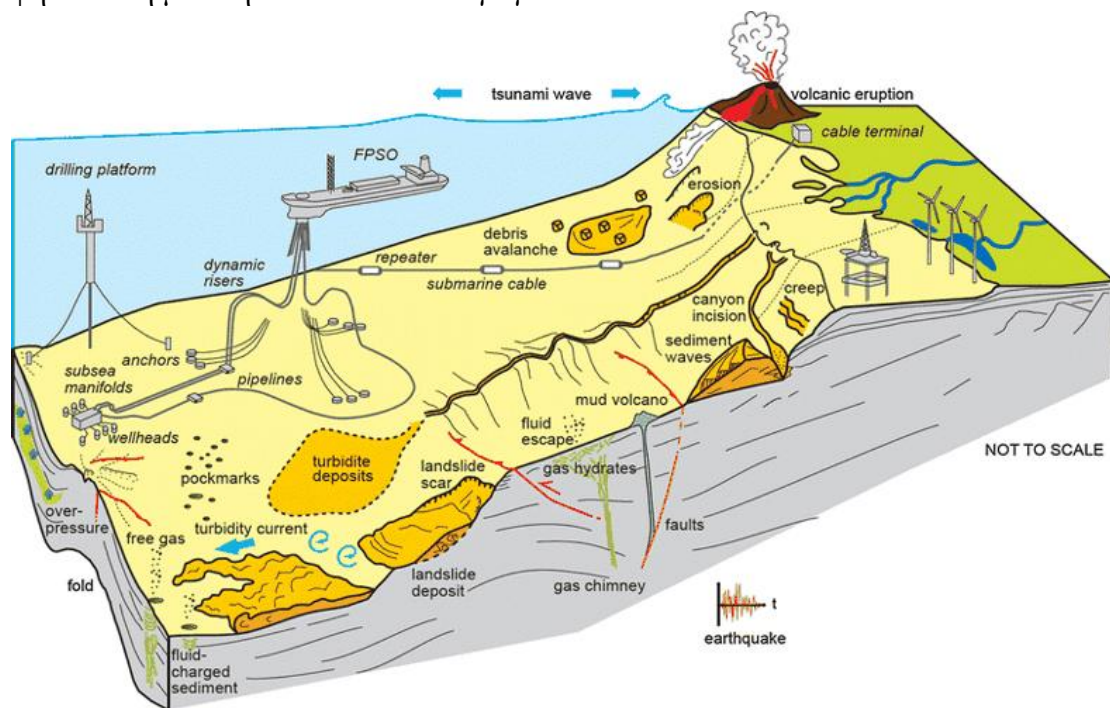 tsunami wave
volcanic eruption
cable terminal
FPSO
drilling platform
erosion
debris
avalanche
dynamic
risers
repeater
submarine cable
creep
canyon
incision
sediment
waves
anchors
subsea
manifolds
pipelines
mud volcano
wellheads
fluid
escape
NOT TO SCALE
turbidite
deposits
landslide
scar
gas hydrates
pockmarks
over-
pressure
free gas
turbidity current
faults
fold
landslide
deposit
gas chimney
t
earthquake
fluid-
charged
sediment